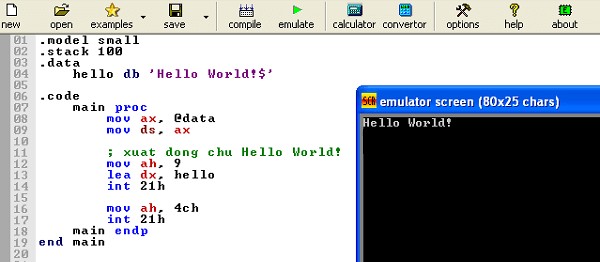 new open examples save compile emulate calculator convertor options help about
01 .model small
02 .stack 100
03 .data
04 hello db 'Hello World!$'
05
06 .code
07 main proc
08 mov ax, @data
09 mov ds, ax
10
11 ; xuat dong chu Hello World!
12 mov ah, 9
13 lea dx, hello
14 int 21h
15
16 mov ah, 4ch
17 int 21h
18 main endp
19 end main
20
SCR emulator screen (80x25 chars)
Hello World!